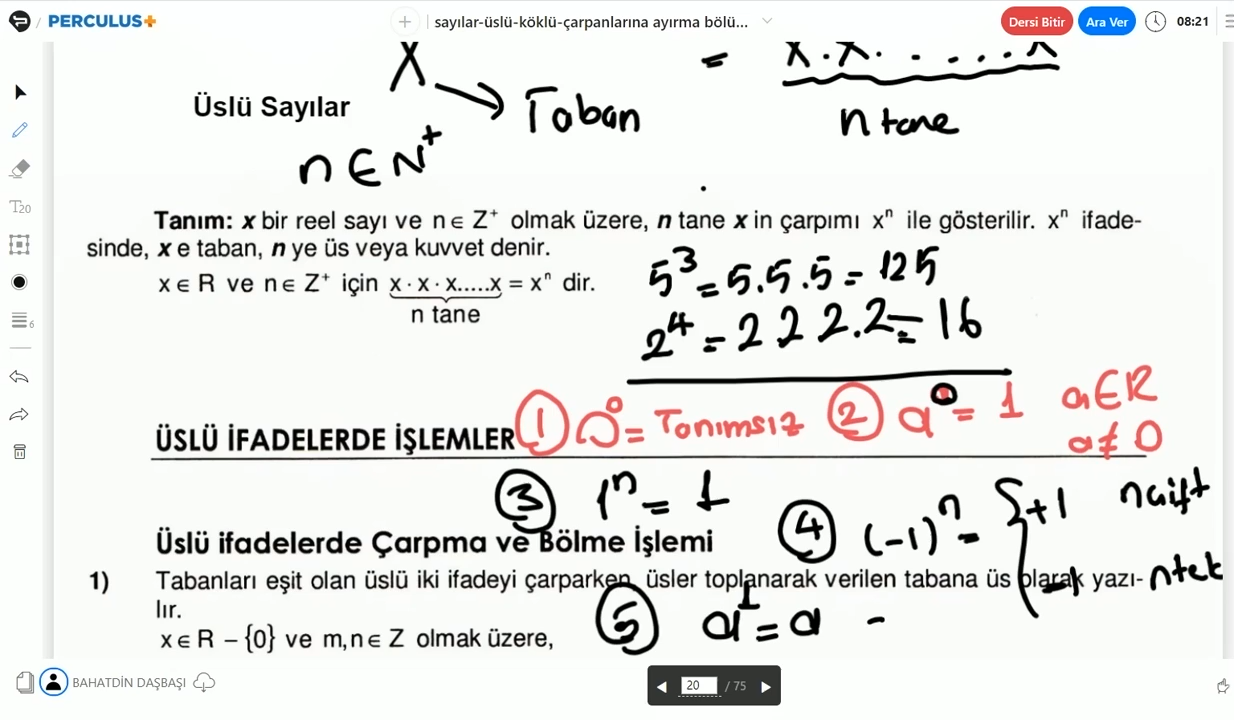 PERCULUS+
sayılar-üslü-köklü-çarpanlarına ayırma bölü...
Dersi Bitir
Ara Ver
08:21
x
= x.x. . ....x
Üslü Sayılar
Taban
n tane
n ∈ N⁺
Tanım: x bir reel sayı ve n ∈ Z⁺ olmak üzere, n tane x in çarpımı xⁿ ile gösterilir. xⁿ ifade-
sinde, x e taban, n ye üs veya kuvvet denir.
x ∈ R ve n ∈ Z⁺ için x · x · x.....x = xⁿ dir.
n tane
5³ = 5.5.5 = 125
2⁴ = 2 2 2.2 = 16
① 0⁰ = Tanımsız ② a⁰ = 1 a∈R
a≠0
ÜSLÜ İFADELERDE İŞLEMLER
③ 1ⁿ = 1
④ (-1)ⁿ = { +1 n çift
-1 n tek
Üslü ifadelerde Çarpma ve Bölme İşlemi
1) Tabanları eşit olan üslü iki ifadeyi çarparken, üsler toplanarak verilen tabana üs olarak yazı-
lır.
⑤ a¹ = a -
x ∈ R – {0} ve m, n ∈ Z olmak üzere,
BAHATDİN DAŞBAŞI
20 / 75
T20
6